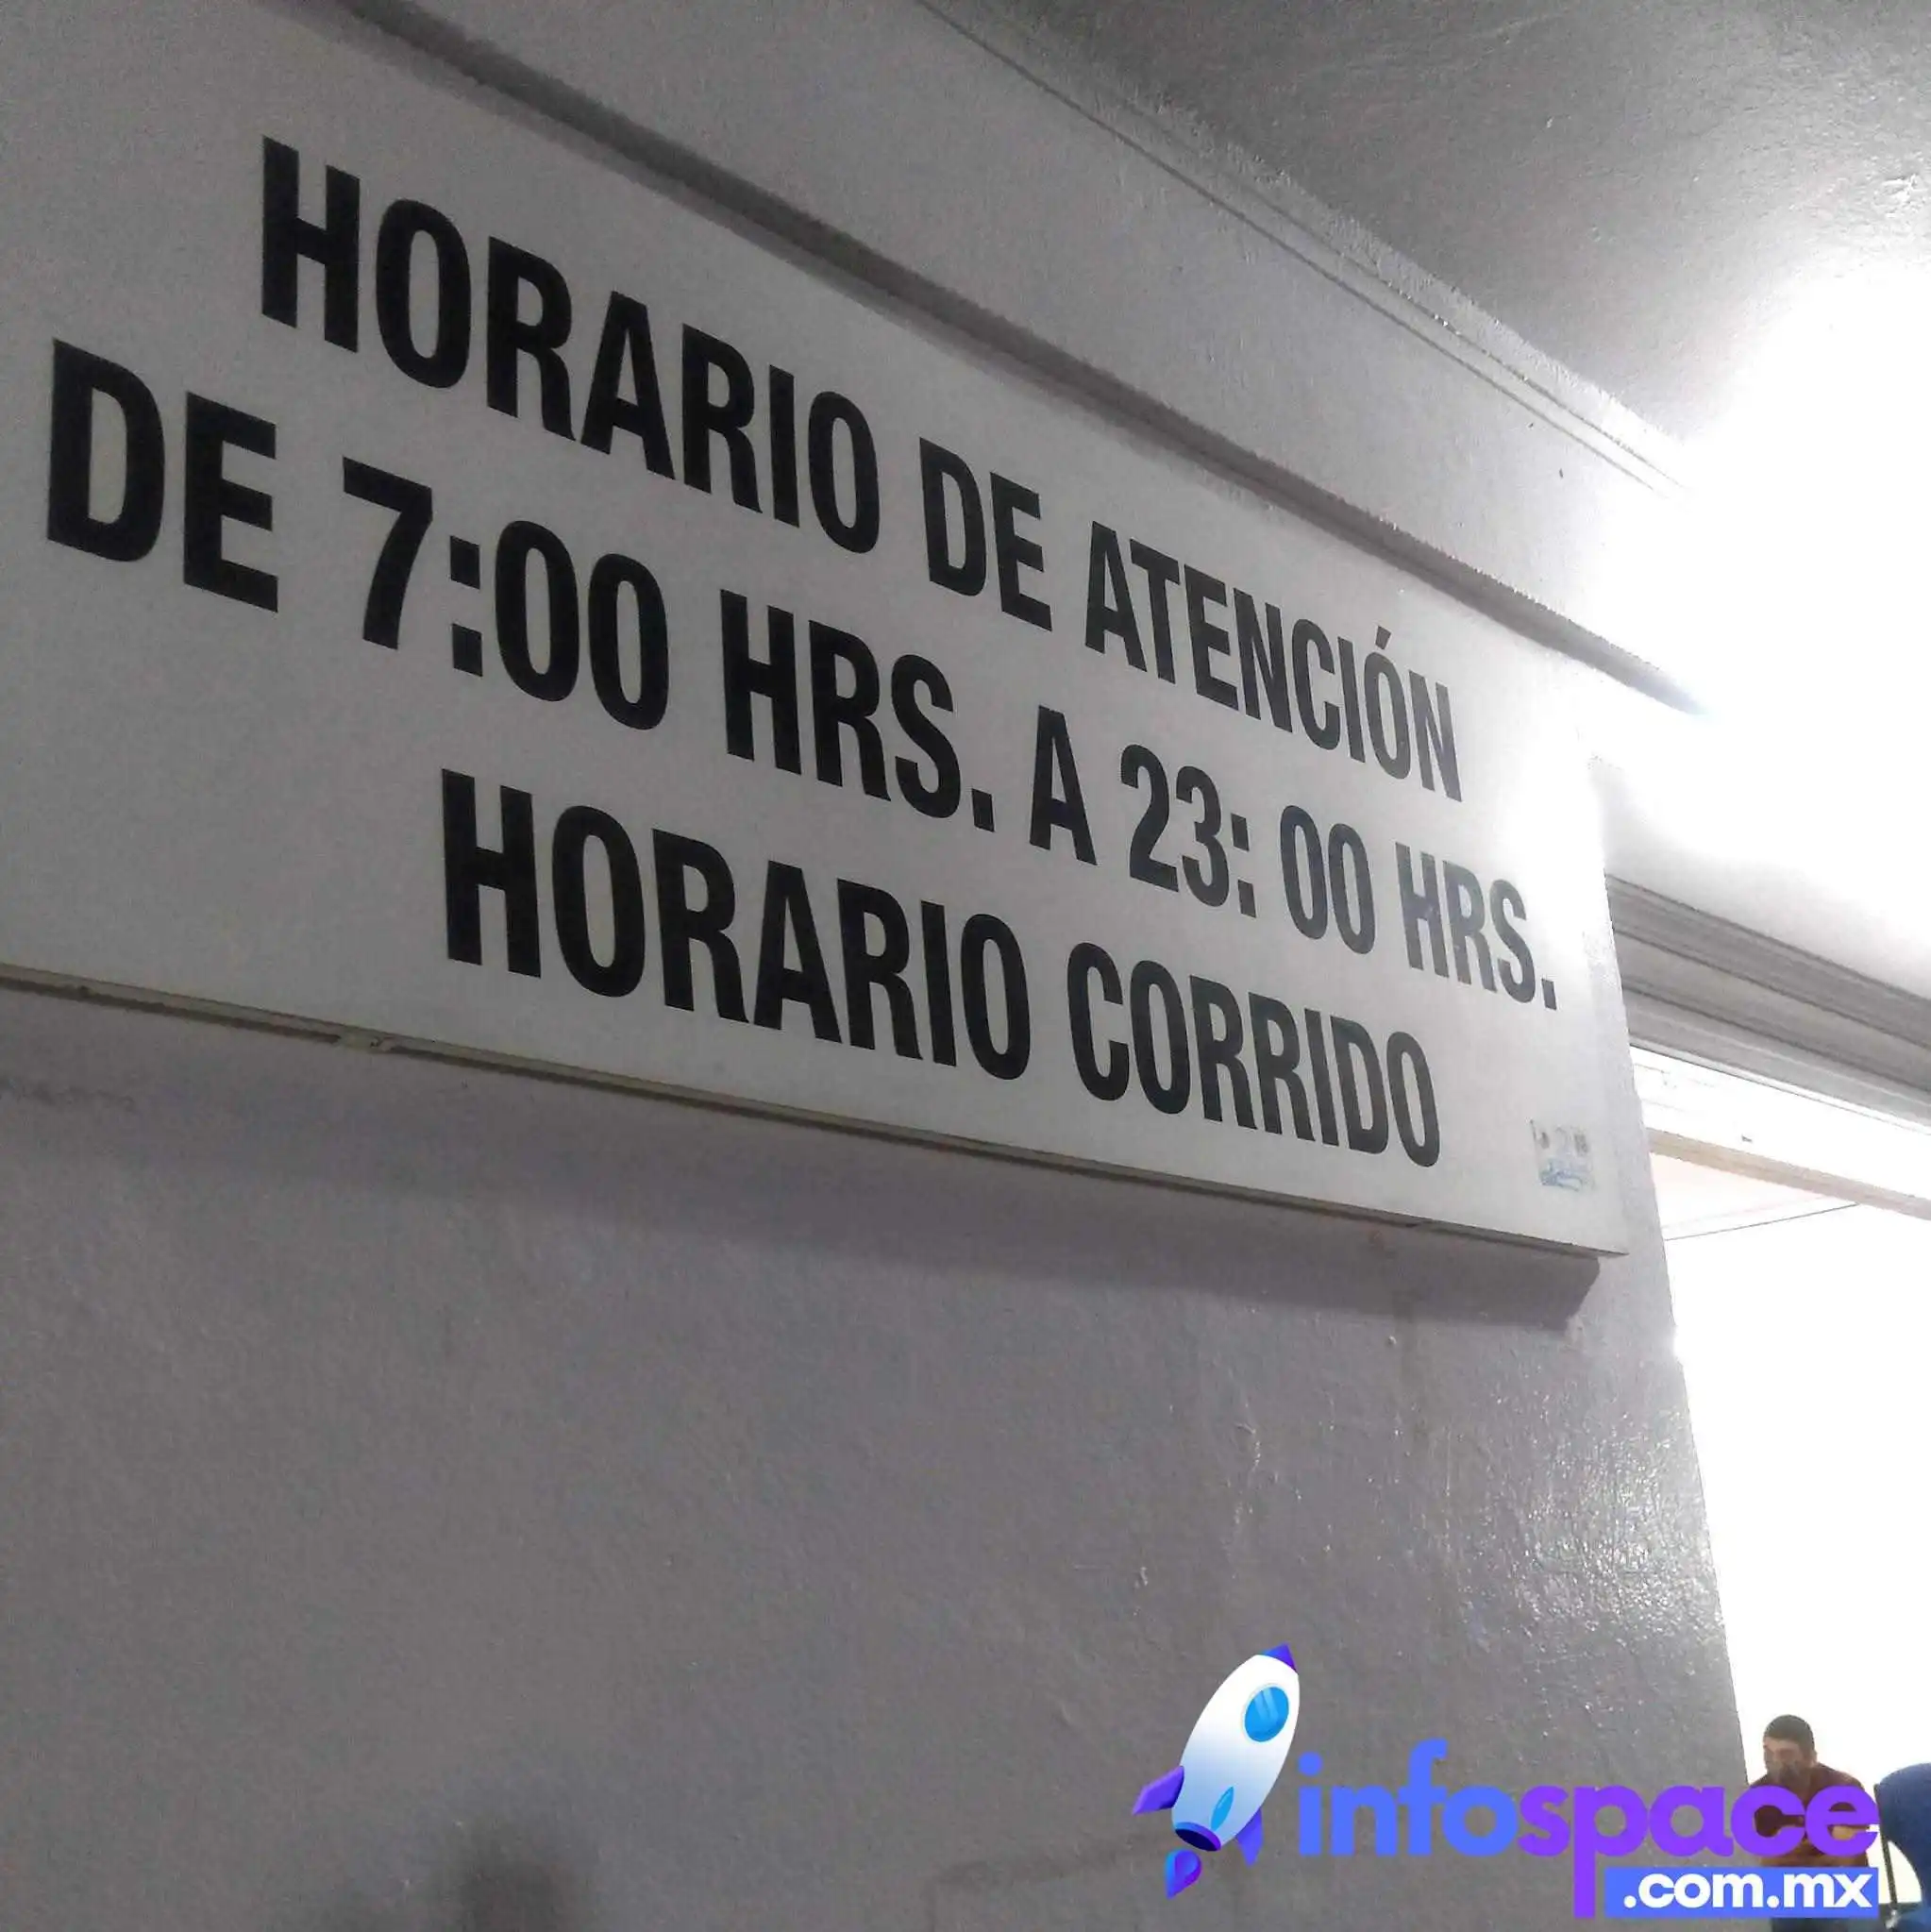 HORARIO DE ATENCIÓN
DE 7:00 HRS. A 23: 00 HRS.
HORARIO CORRIDO
infospace
.com.mx